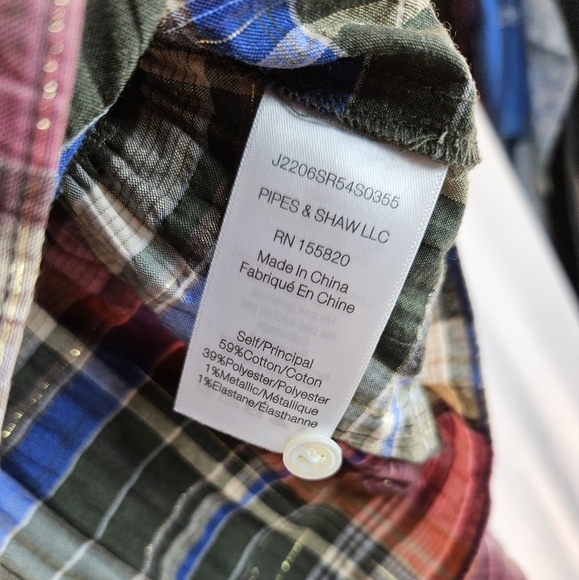 J2206SR54S0355
PIPES & SHAW LLC
RN 155820
Made In China
Fabriqué En Chine
Self/Principal
59%Cotton/Coton
39%Polyester/Polyester
1%Metallic/Métallique
1%Elastane/Élasthanne